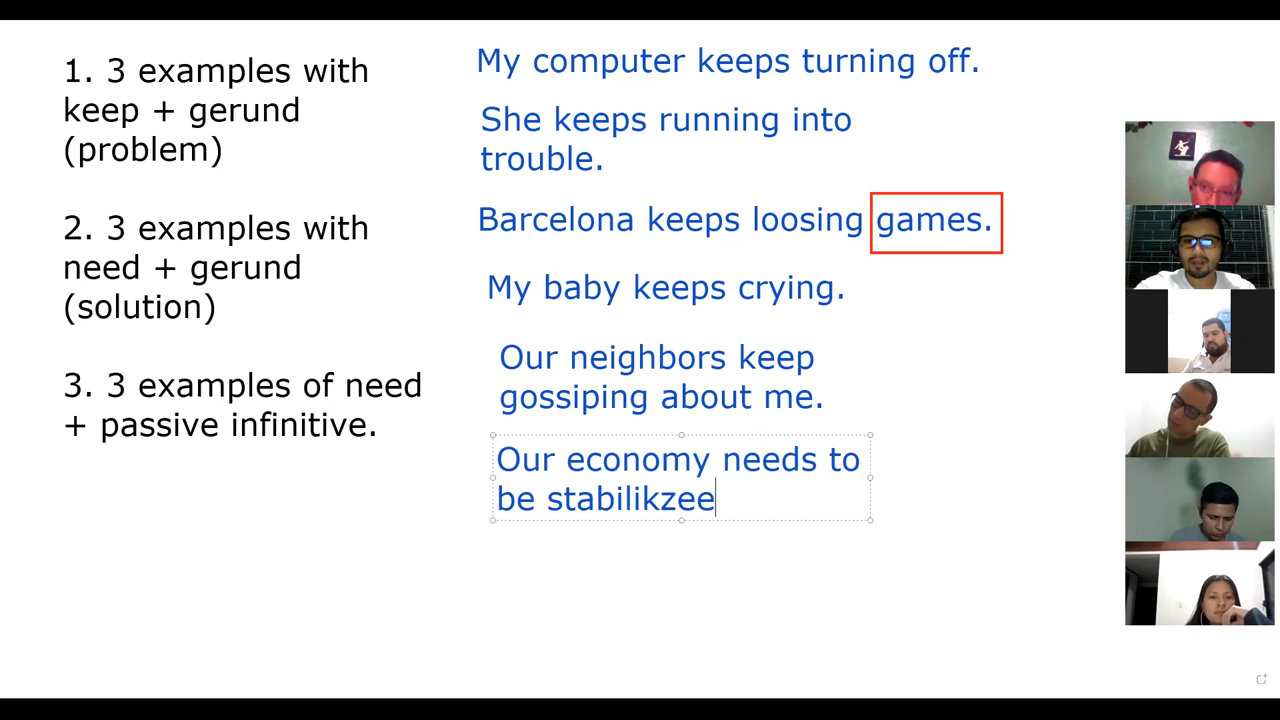 1. 3 examples with
keep + gerund
(problem)
2. 3 examples with
need + gerund
(solution)
3. 3 examples of need
+ passive infinitive.
My computer keeps turning off.
She keeps running into
trouble.
Barcelona keeps loosing games.
My baby keeps crying.
Our neighbors keep
gossiping about me.
Our economy needs to
be stabilikzee